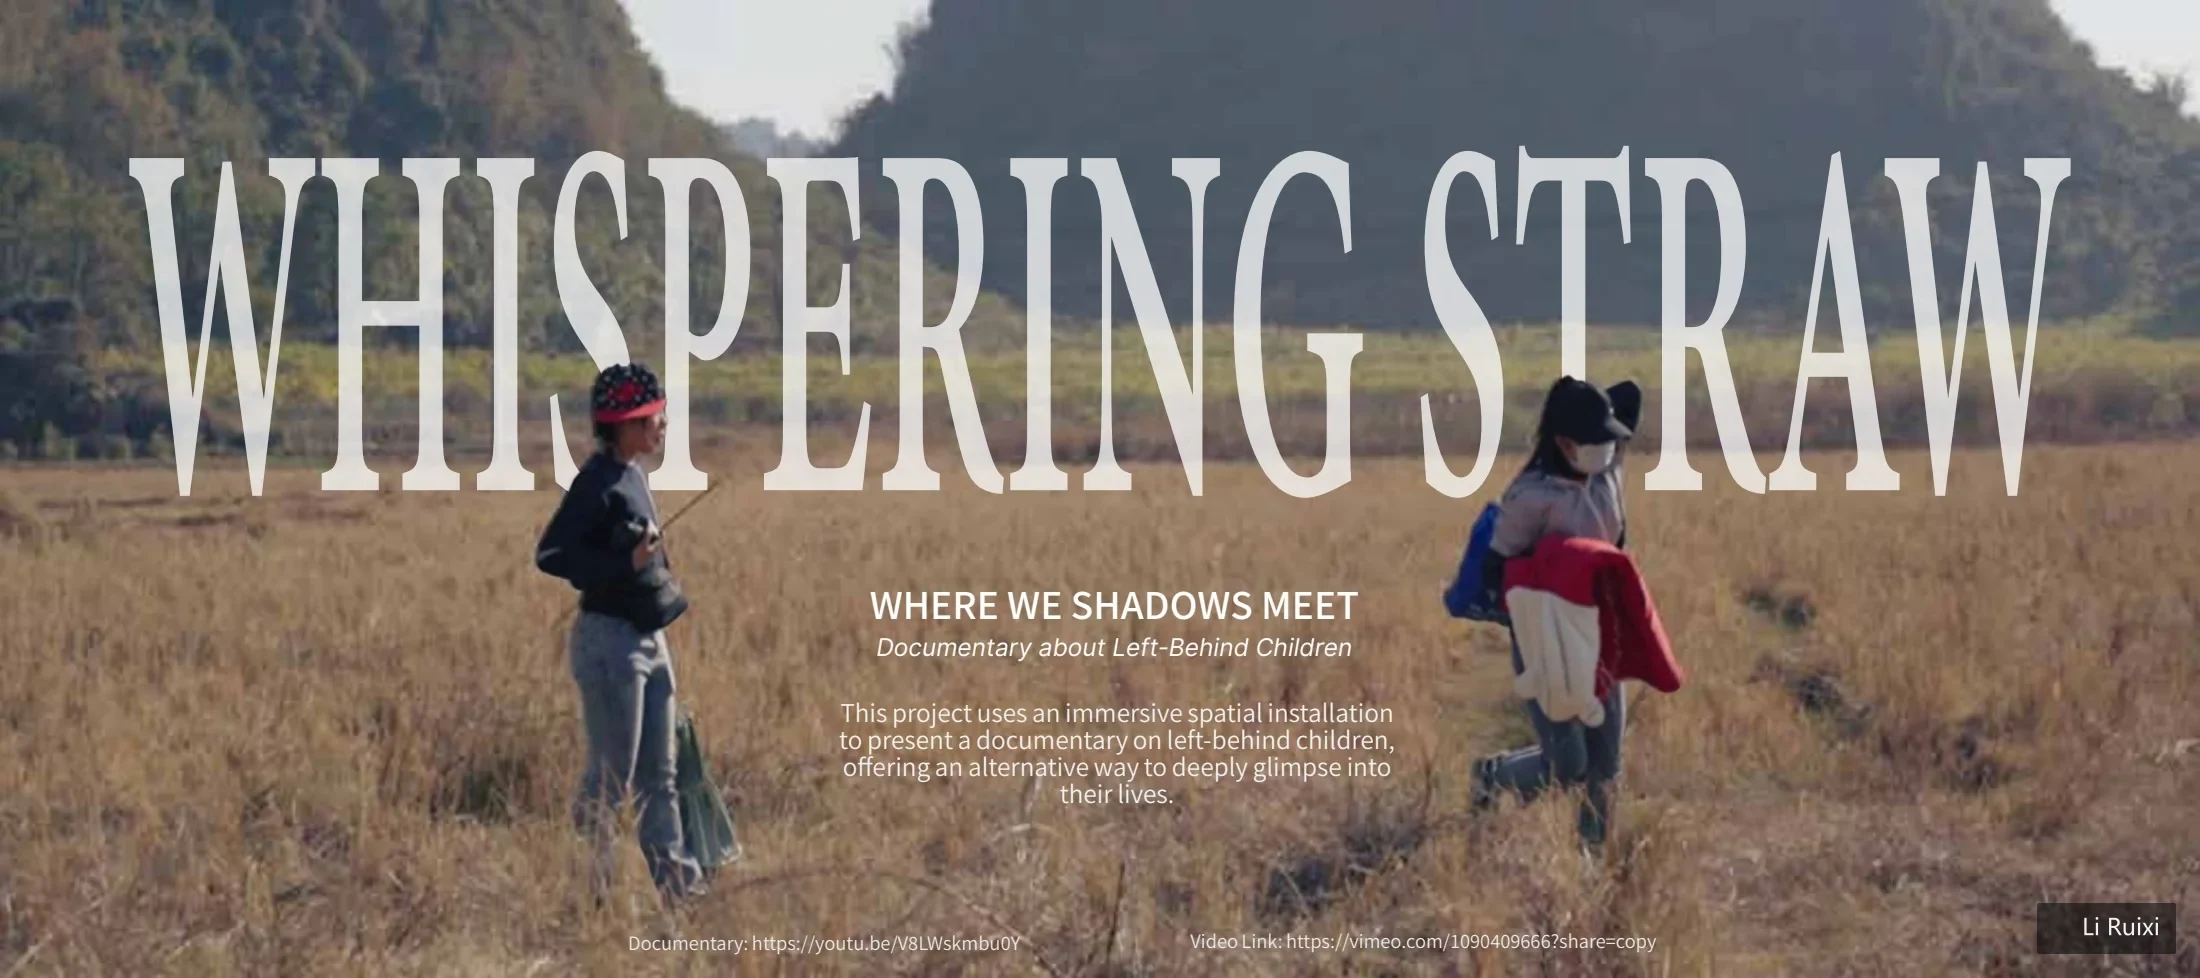 WHISPERING STRAW
WHERE WE SHADOWS MEET
Documentary about Left-Behind Children
This project uses an immersive spatial installation
to present a documentary on left-behind children,
offering an alternative way to deeply glimpse into
their lives.
Documentary: https://youtu.be/V8LWskmbu0Y
Video Link: https://vimeo.com/1090409666?share=copy
Li Ruixi